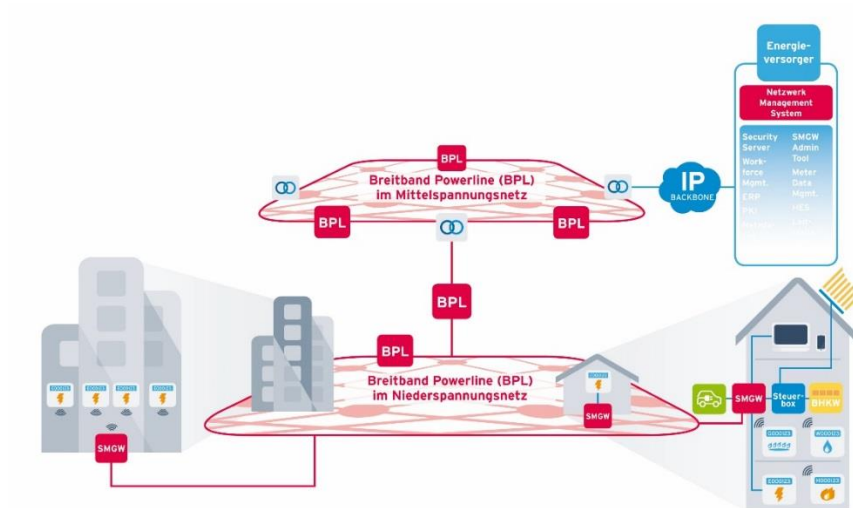 Energie-
versorger
Netzwerk
Management
System
Security
Server
Work-
force
Mgmt.
ERP
SMGW
Admin
Tool
Meter
Data
Mgmt.
HES
IP
BACKBONE
BPL
Breitband Powerline (BPL)
im Mittelspannungsnetz
BPL
BPL
BPL
BPL
Breitband Powerline (BPL)
im Niederspannungsnetz
SMGW
SMGW
SMGW
Steuer-
box
BHKW